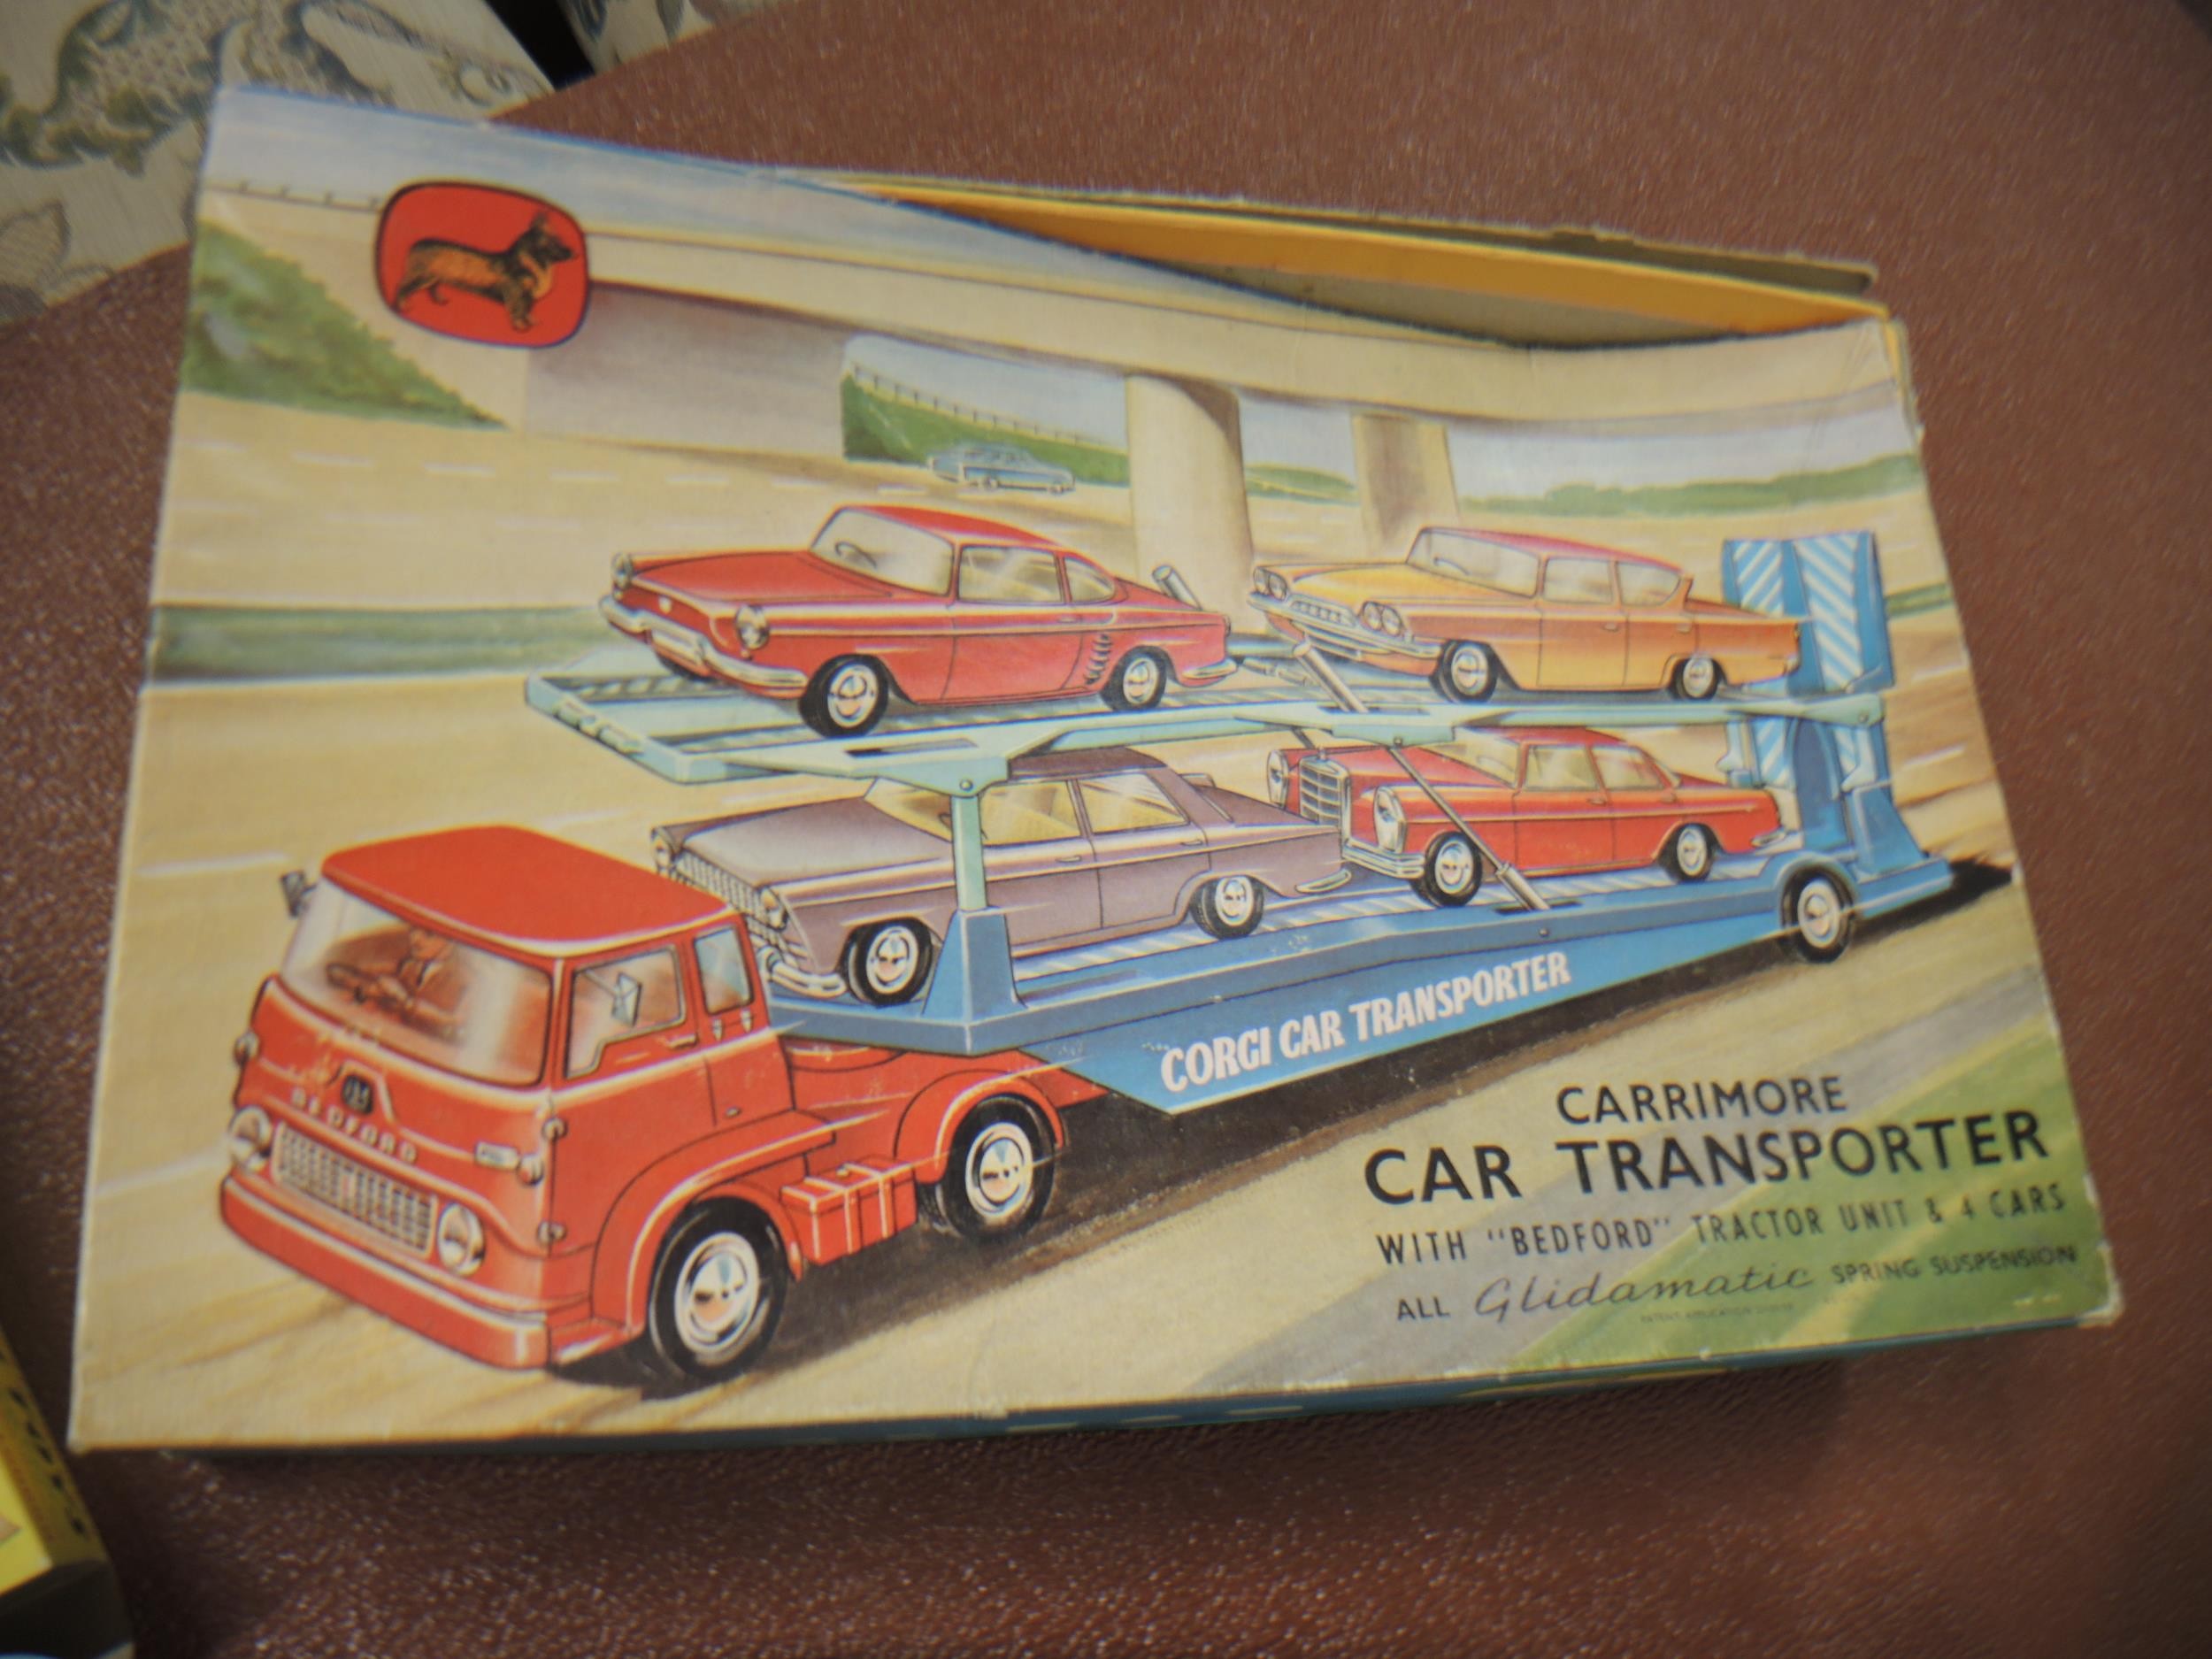 BEDFORD
CORGI CAR TRANSPORTER
CARRIMORE
CAR TRANSPORTER
WITH "BEDFORD" TRACTOR UNIT & 4 CARS
ALL Glidamatic SPRING SUSPENSION